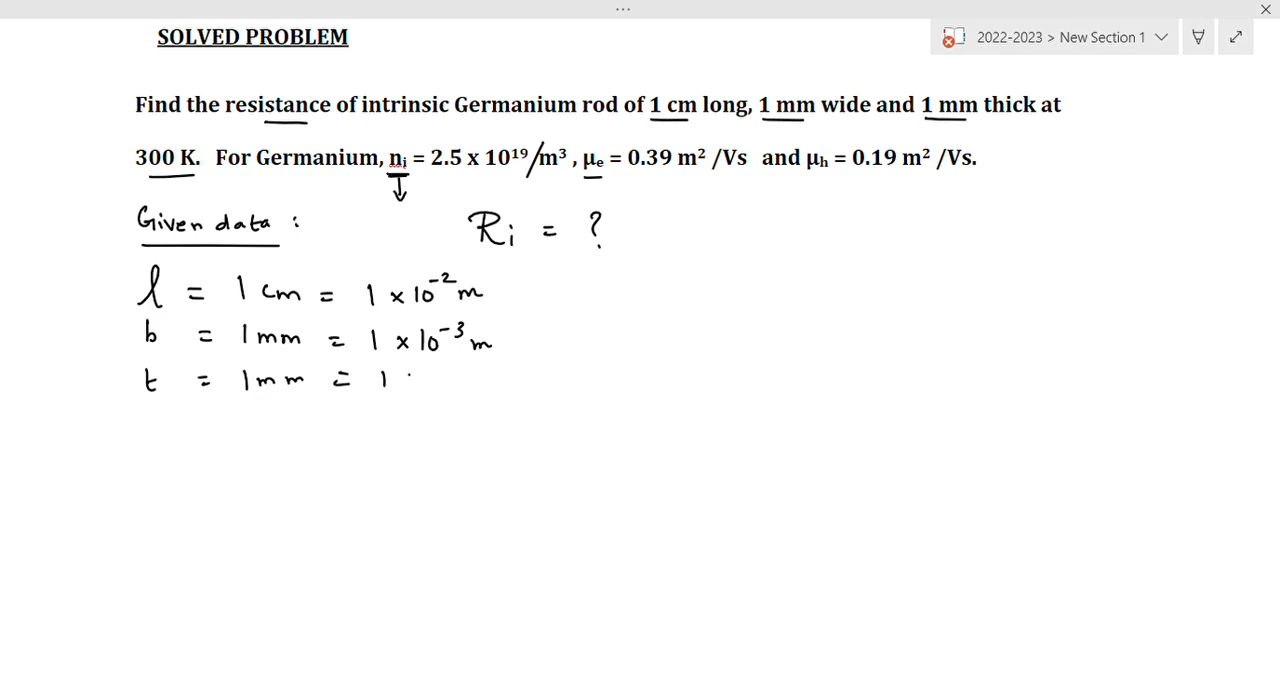 ...
SOLVED PROBLEM
2022-2023 > New Section 1
Find the resistance of intrinsic Germanium rod of 1 cm long, 1 mm wide and 1 mm thick at
300 K. For Germanium, nᵢ = 2.5 x 10¹⁹/m³ , μₑ = 0.39 m² /Vs and μₕ = 0.19 m² /Vs.
Given data : Rᵢ = ?
l = 1 cm = 1 × 10⁻² m
b = 1 mm = 1 × 10⁻³ m
t = 1 mm = 1 ·